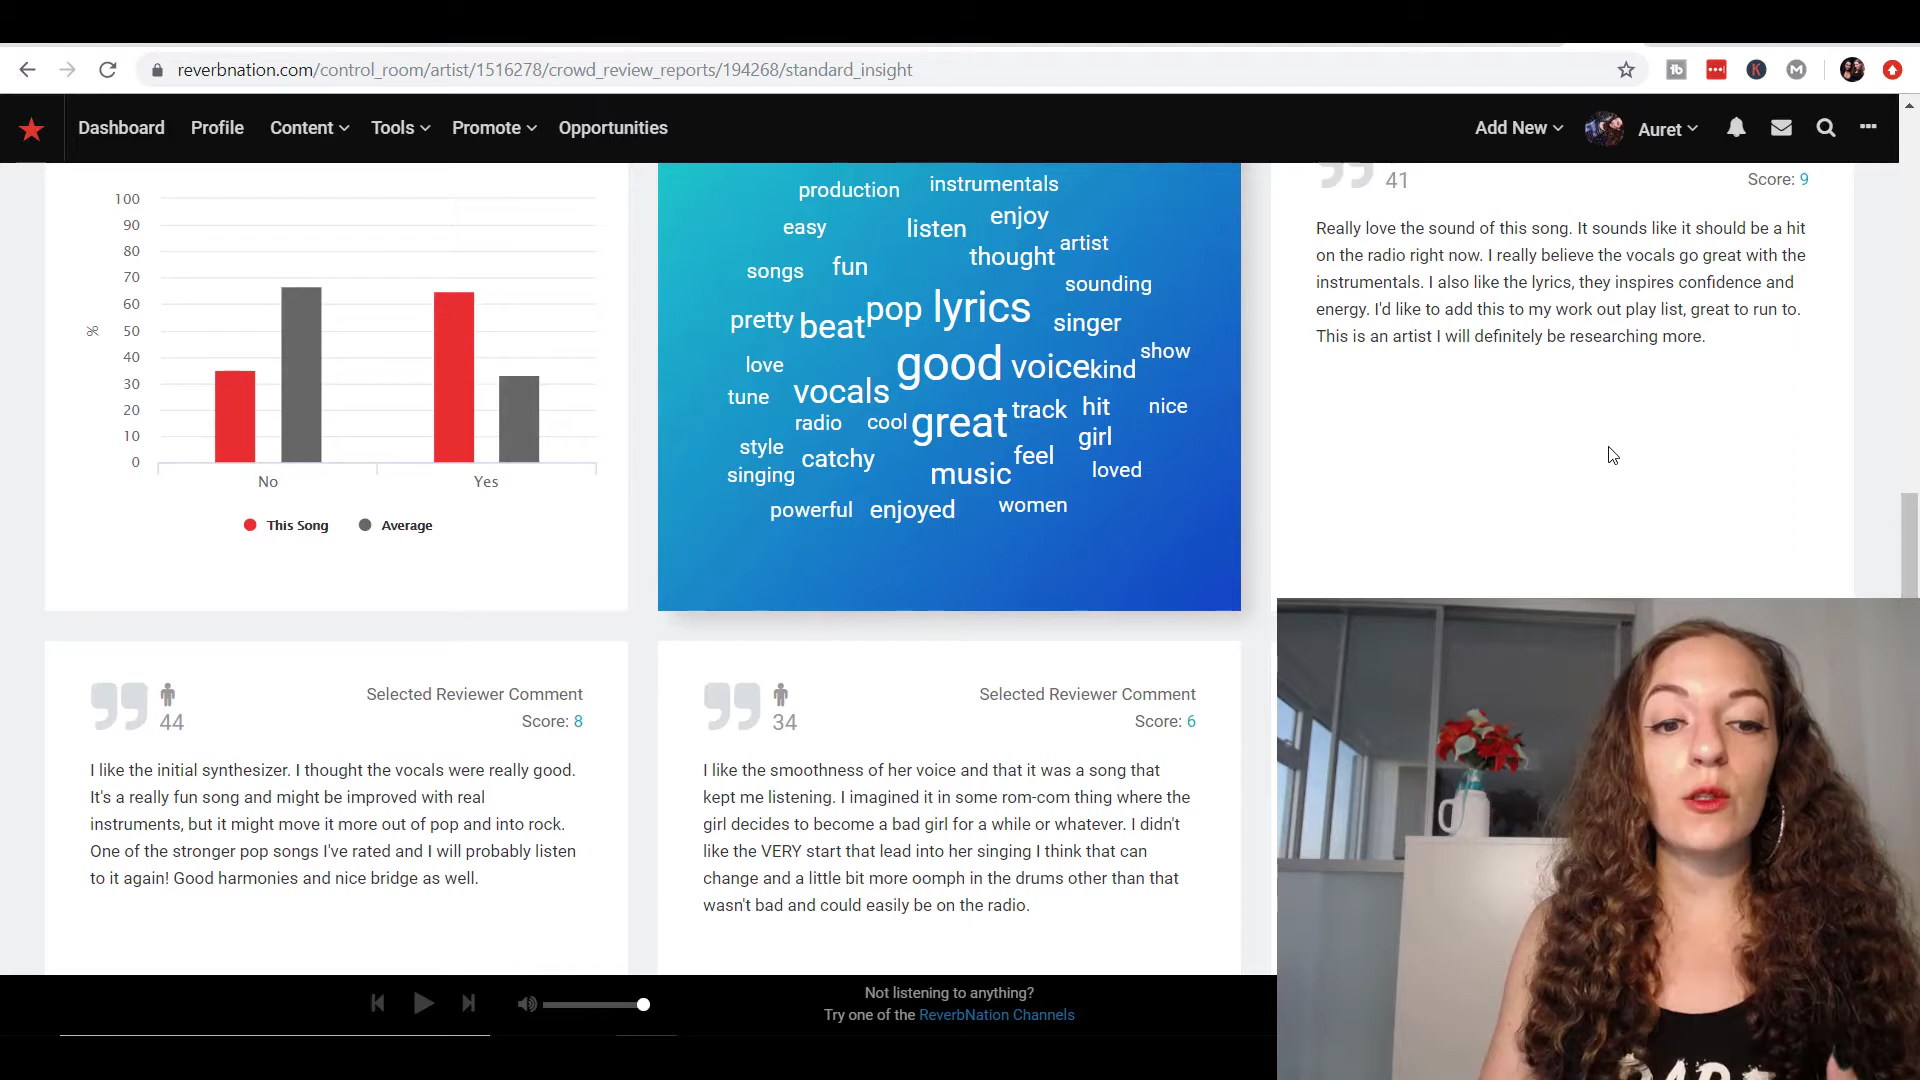 reverbnation.com/control_room/artist/1516278/crowd_review_reports/194268/standard_insight
tb
K
M
Dashboard Profile Content Tools Promote Opportunities
Add New Auret
100
90
80
70
60
50
40
30
20
10
0
%
No Yes
This Song Average
production instrumentals
easy listen enjoy
thought artist
songs fun
sounding
pretty beat pop lyrics singer
love good voice kind show
tune vocals
radio cool great track hit nice
style girl
singing catchy music feel loved
powerful enjoyed women
41
Score: 9
Really love the sound of this song. It sounds like it should be a hit
on the radio right now. I really believe the vocals go great with the
instrumentals. I also like the lyrics, they inspires confidence and
energy. I'd like to add this to my work out play list, great to run to.
This is an artist I will definitely be researching more.
44
Selected Reviewer Comment
Score: 8
I like the initial synthesizer. I thought the vocals were really good.
It's a really fun song and might be improved with real
instruments, but it might move it more out of pop and into rock.
One of the stronger pop songs I've rated and I will probably listen
to it again! Good harmonies and nice bridge as well.
34
Selected Reviewer Comment
Score: 6
I like the smoothness of her voice and that it was a song that
kept me listening. I imagined it in some rom-com thing where the
girl decides to become a bad girl for a while or whatever. I didn't
like the VERY start that lead into her singing I think that can
change and a little bit more oomph in the drums other than that
wasn't bad and could easily be on the radio.
Not listening to anything?
Try one of the ReverbNation Channels